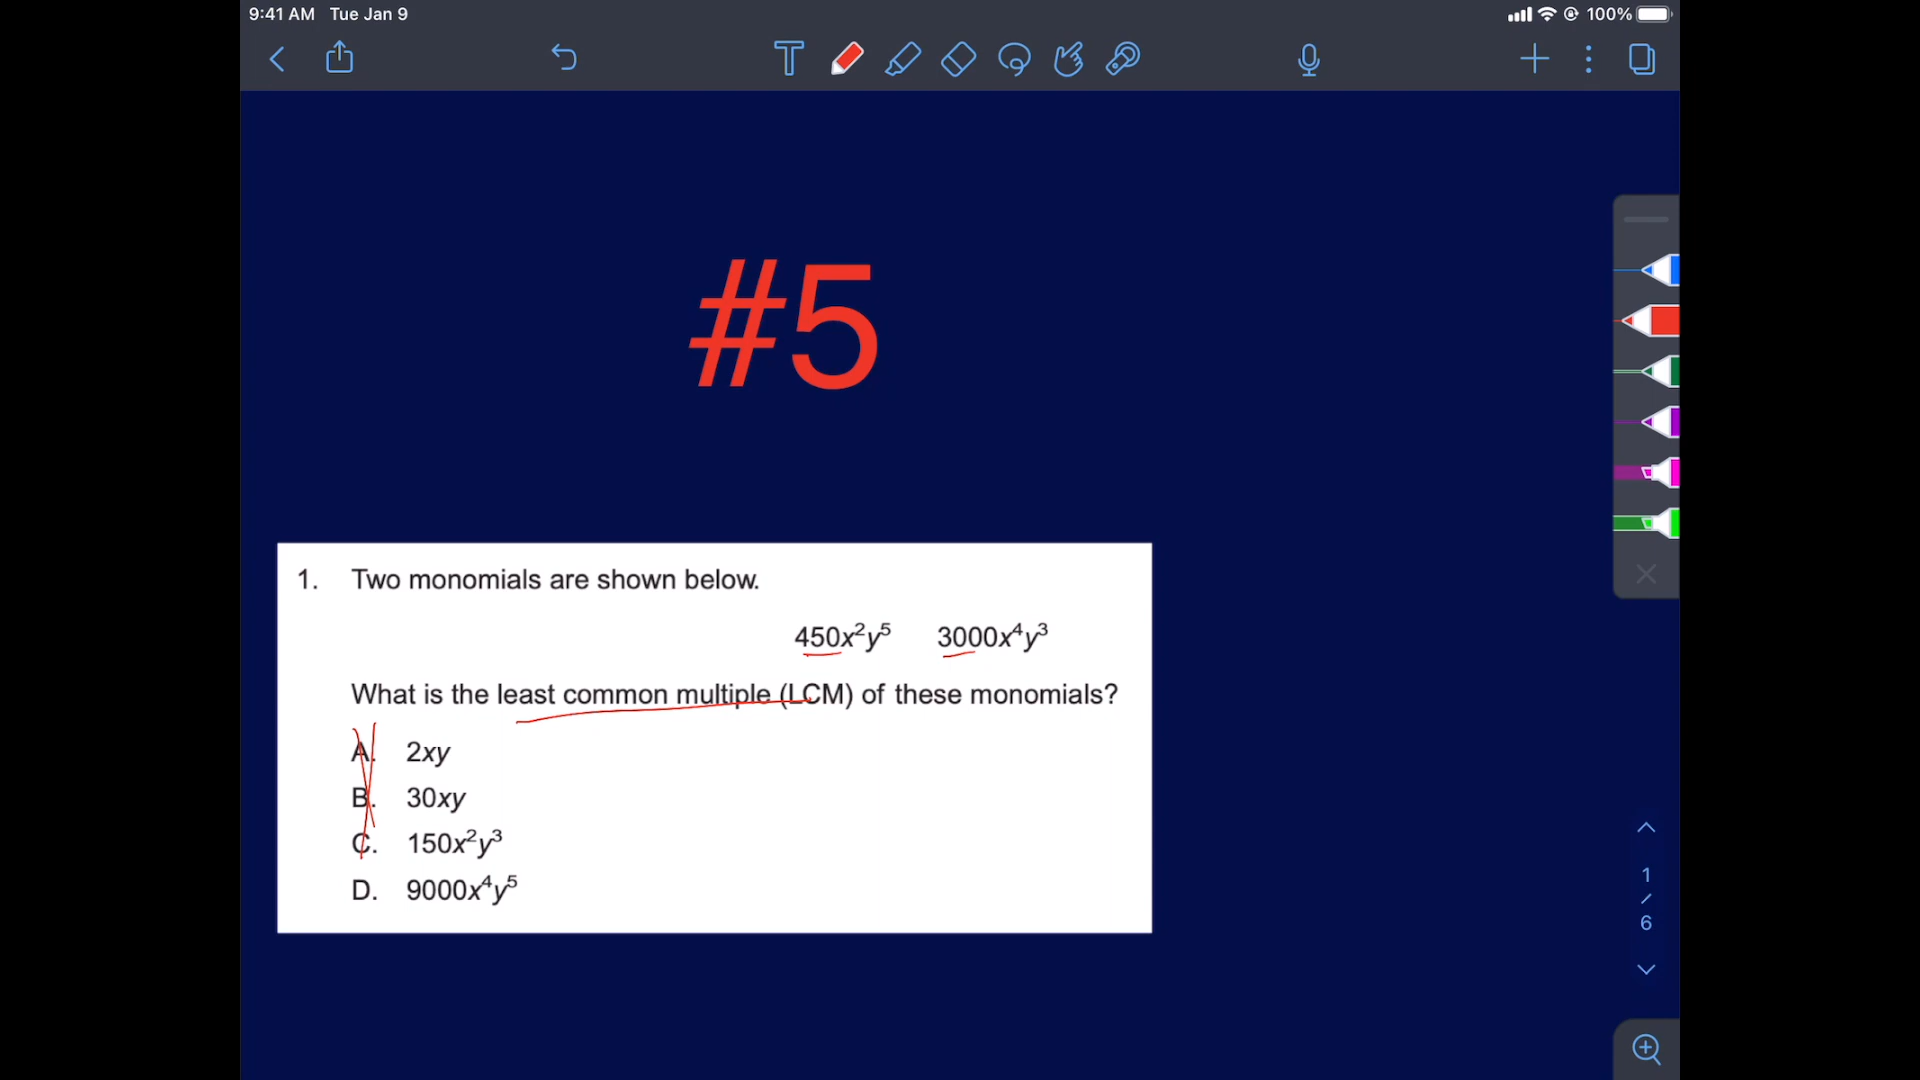 9:41 AM Tue Jan 9 100%
#5
1. Two monomials are shown below.
450x²y⁵ 3000x⁴y³
What is the least common multiple (LCM) of these monomials?
A. 2xy
B. 30xy
C. 150x²y³
D. 9000x⁴y⁵
1
/
6